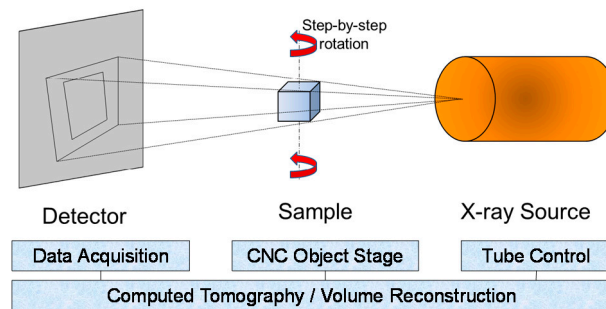 Step-by-step
rotation
Detector
Sample
X-ray Source
Data Acquisition
CNC Object Stage
Tube Control
Computed Tomography / Volume Reconstruction